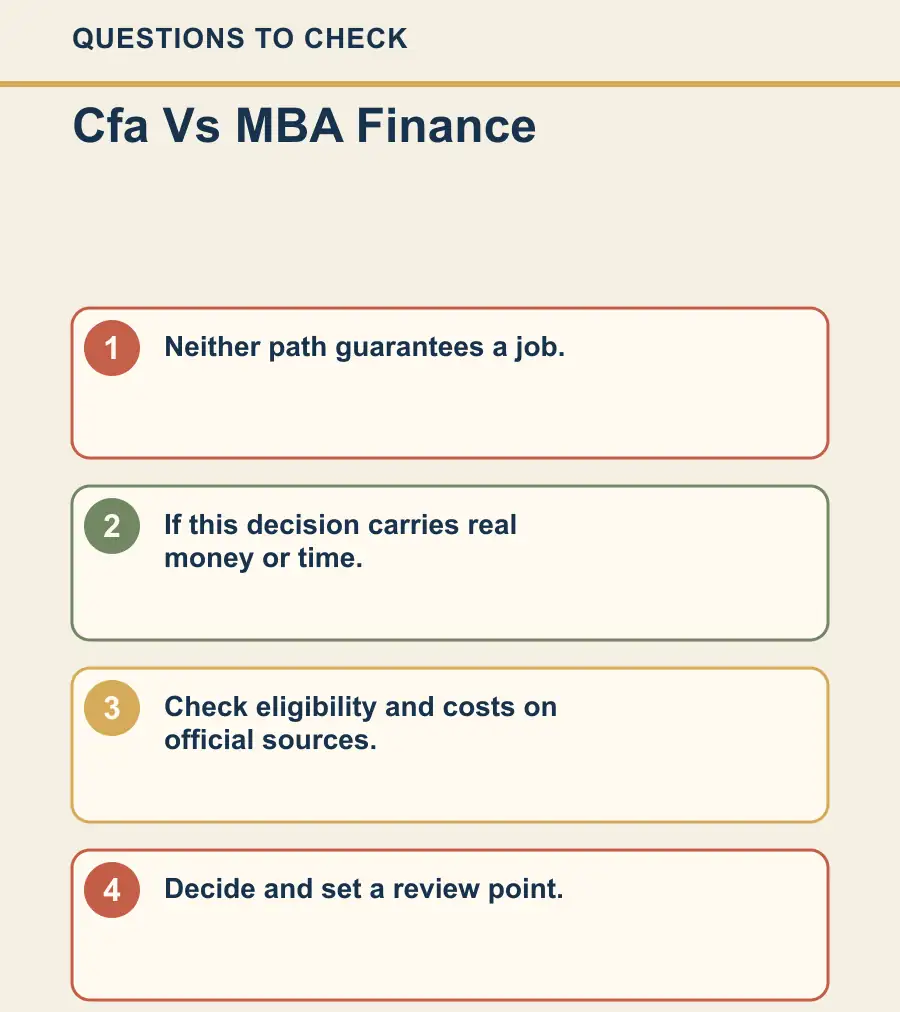 QUESTIONS TO CHECK
Cfa Vs MBA Finance
1
Neither path guarantees a job.
2
If this decision carries real
money or time.
3
Check eligibility and costs on
official sources.
4
Decide and set a review point.